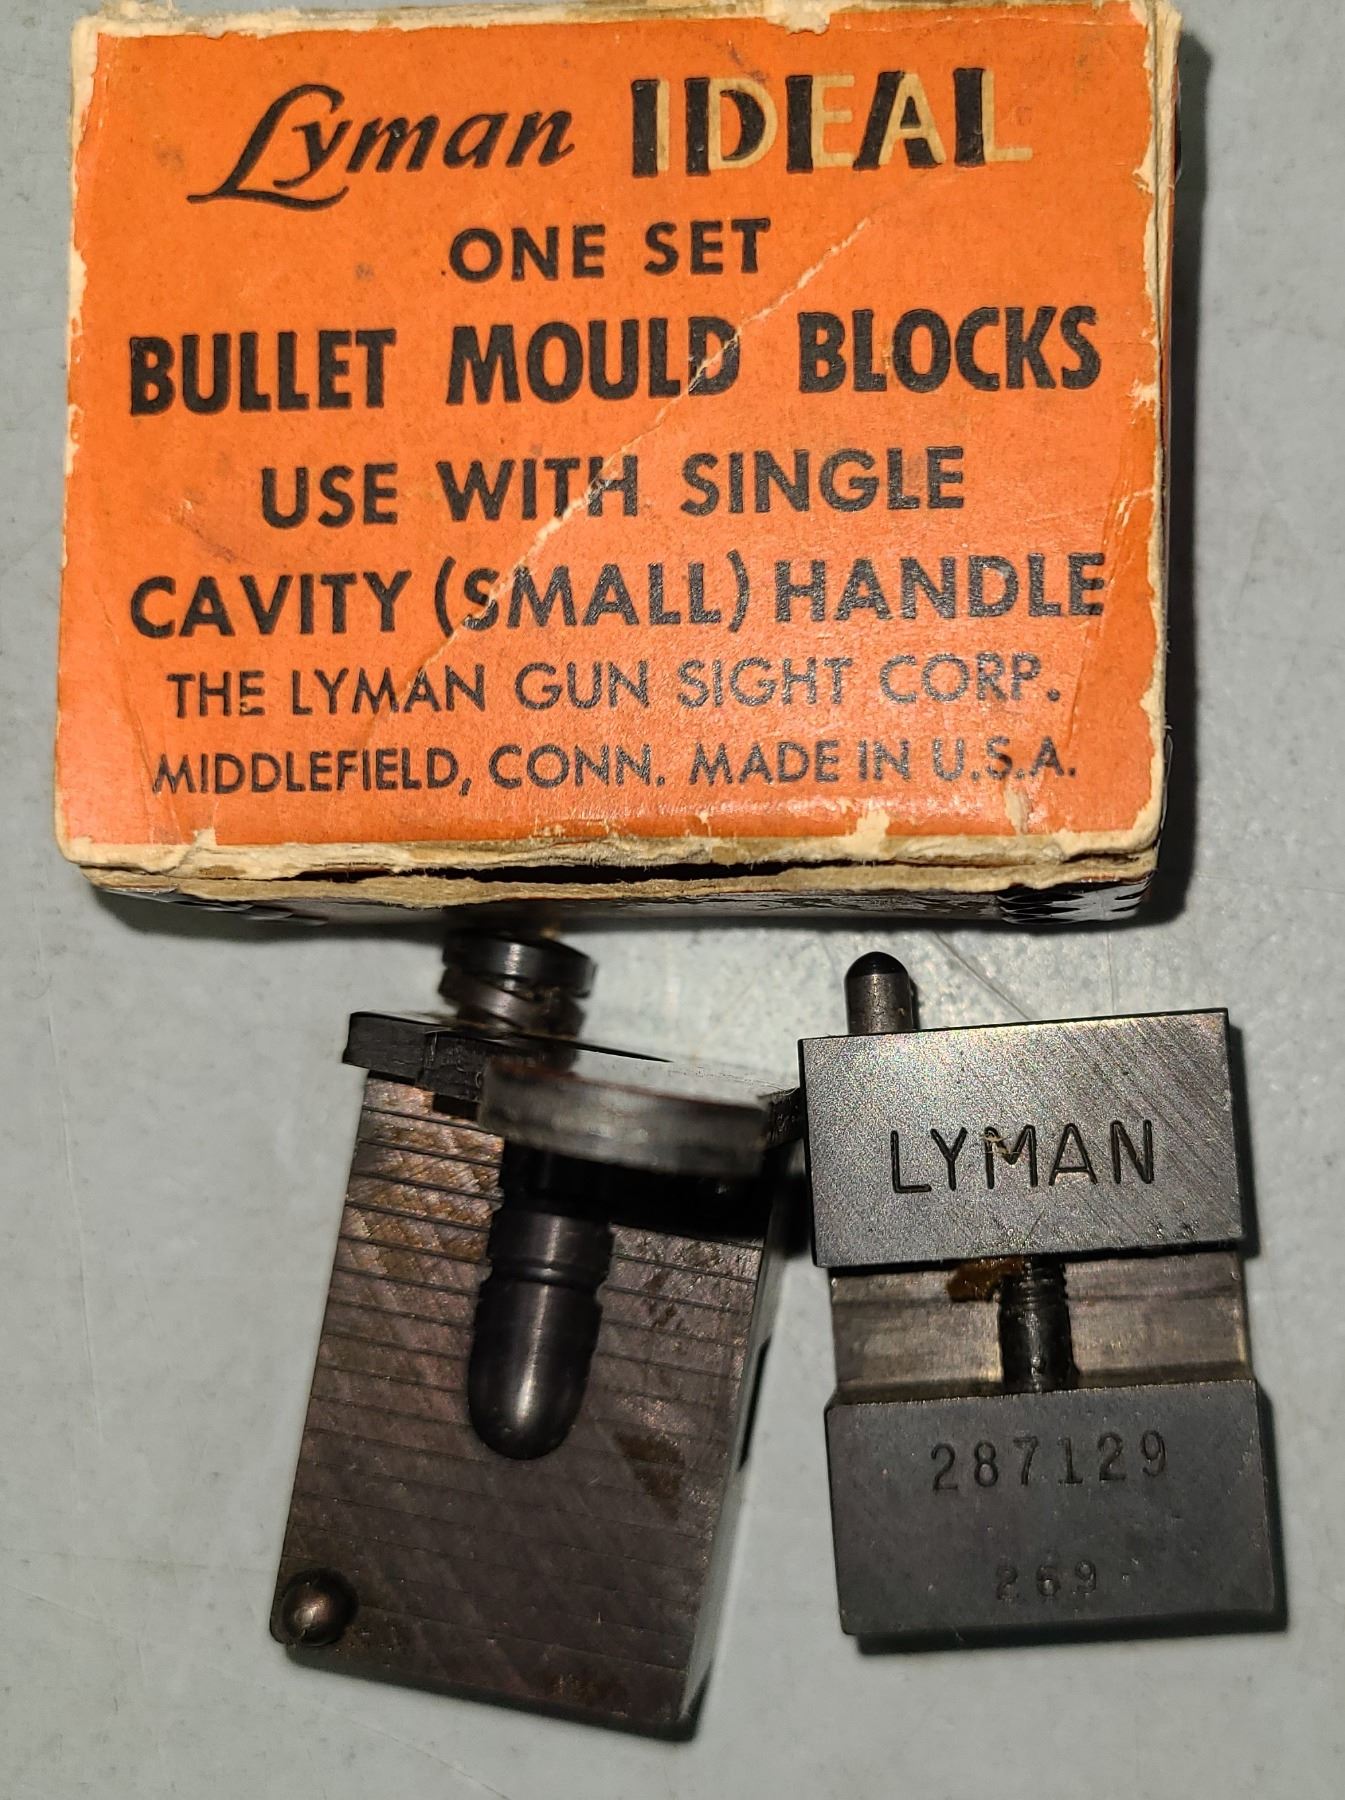 Lyman IDEAL
ONE SET
BULLET MOULD BLOCKS
USE WITH SINGLE
CAVITY (SMALL) HANDLE
THE LYMAN GUN SIGHT CORP.
MIDDLEFIELD, CONN. MADE IN U.S.A.
LYMAN
287129
269